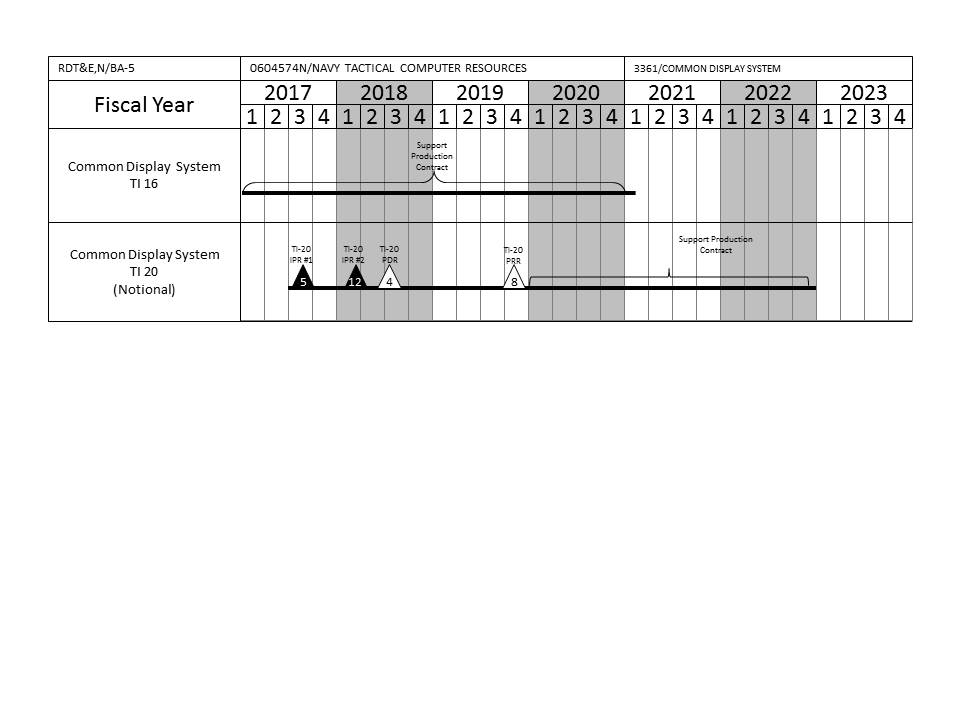 RDT&E,N/BA-5
0604574N/NAVY TACTICAL COMPUTER RESOURCES
3361/COMMON DISPLAY SYSTEM
Fiscal Year
2017 2018 2019 2020 2021 2022 2023
1 2 3 4 1 2 3 4 1 2 3 4 1 2 3 4 1 2 3 4 1 2 3 4 1 2 3 4
Common Display System
TI 16
Support
Production
Contract
Common Display System
TI 20
(Notional)
TI-20
IPR #1
5
TI-20
IPR #2
12
TI-20
PDR
4
TI-20
PRR
8
Support Production
Contract